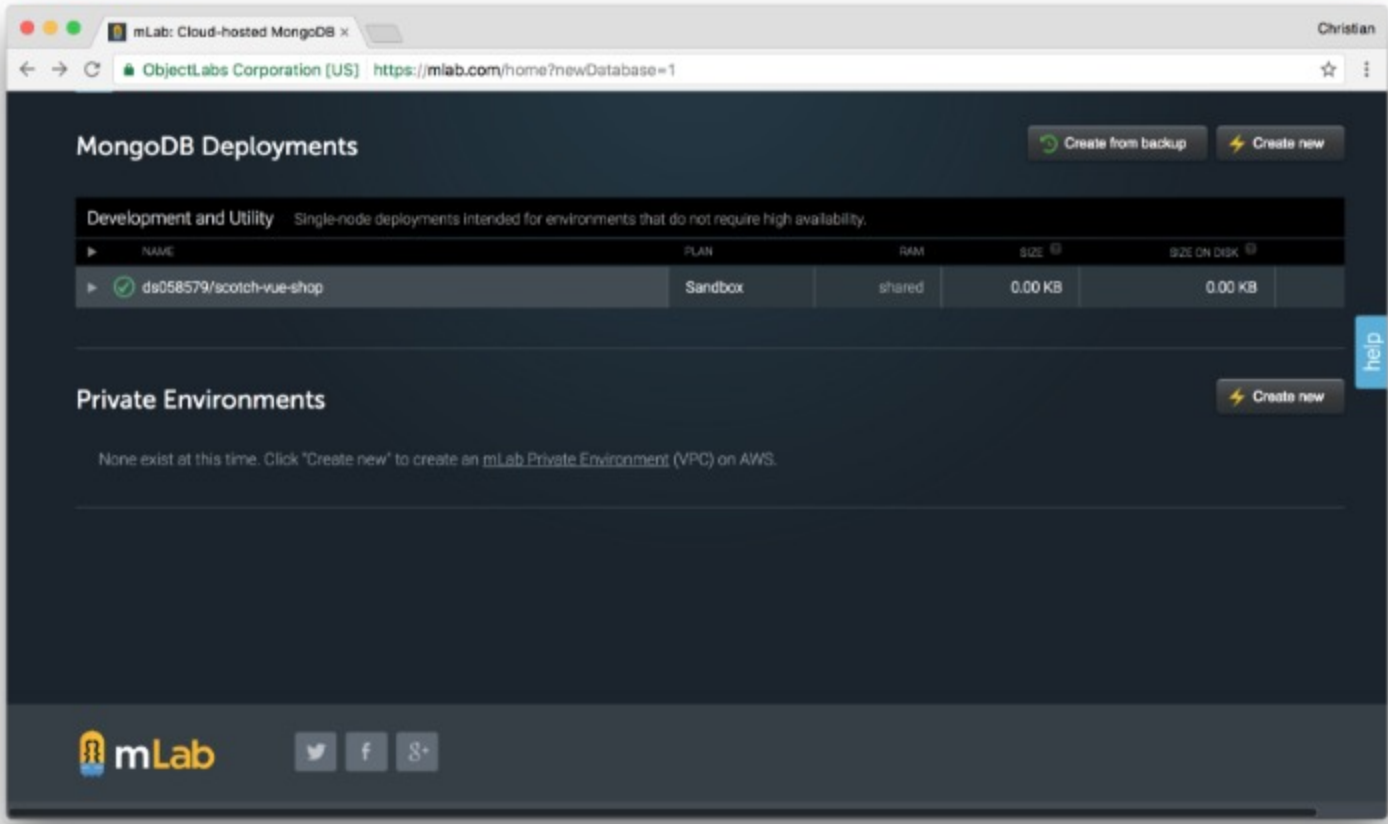 mLab: Cloud-hosted MongoDB ×
Christian
ObjectLabs Corporation [US] https://mlab.com/home?newDatabase=1
MongoDB Deployments
Create from backup
Create new
Development and Utility Single-node deployments intended for environments that do not require high availability.
NAME PLAN RAM SIZE SIZE ON DISK
ds058579/scotch-vue-shop Sandbox shared 0.00 KB 0.00 KB
help
Private Environments
Create new
None exist at this time. Click "Create new" to create an mLab Private Environment (VPC) on AWS.
mLab
f
g+